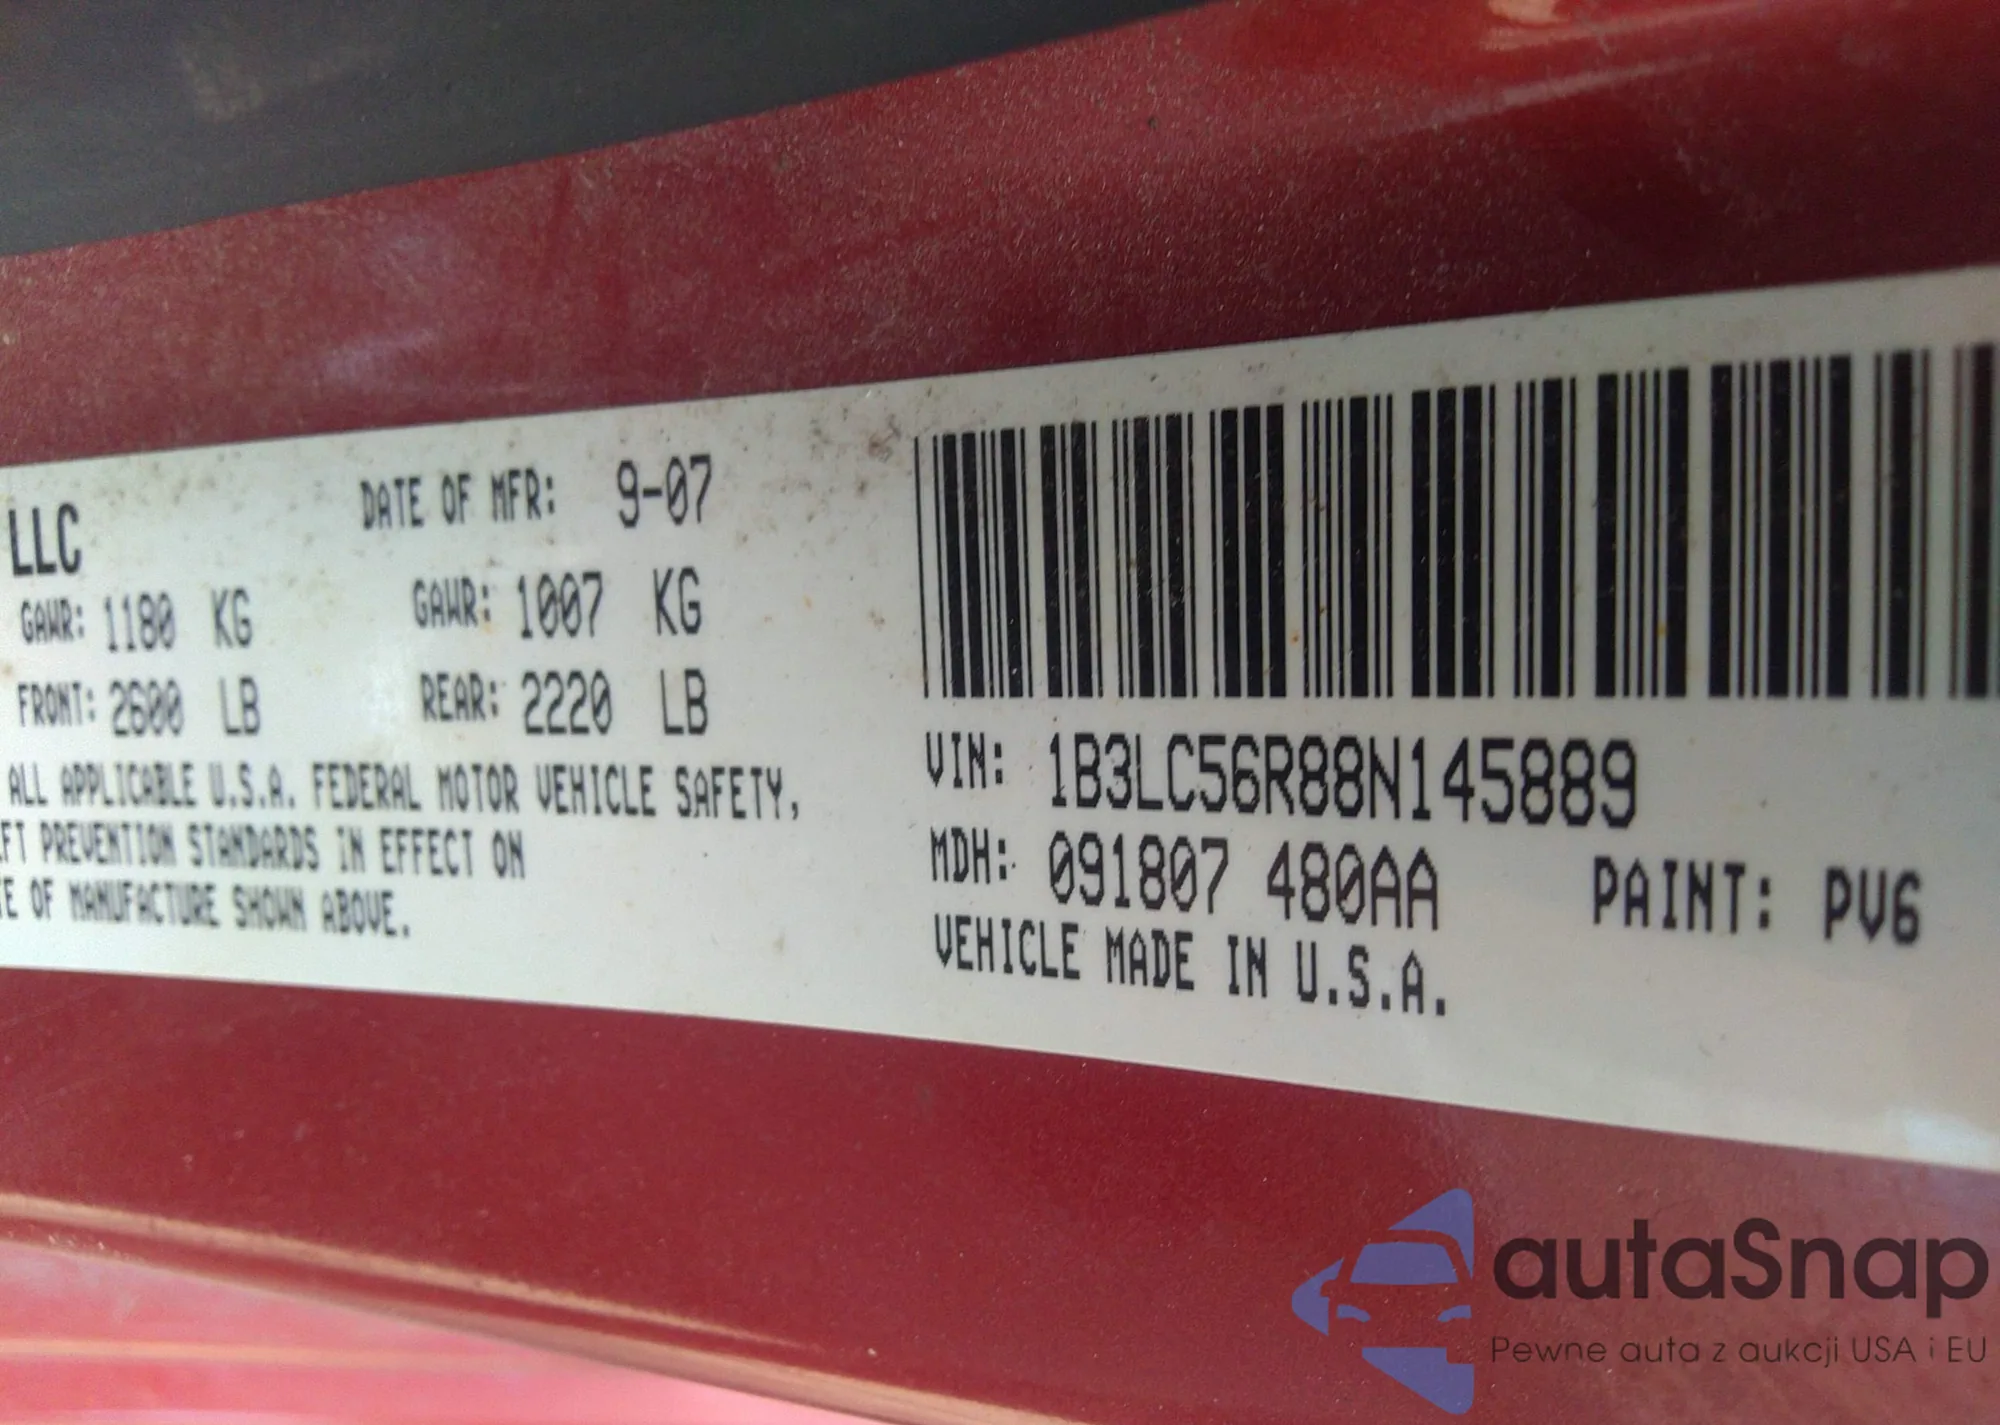 LLC
DATE OF MFR: 9-07
GAWR: 1180 KG GAWR: 1007 KG
FRONT: 2600 LB REAR: 2220 LB
ALL APPLICABLE U.S.A. FEDERAL MOTOR VEHICLE SAFETY,
EFT PREVENTION STANDARDS IN EFFECT ON
TE OF MANUFACTURE SHOWN ABOVE.
VIN: 1B3LC56R88N145889
MDH: 091807 480AA PAINT: PV6
VEHICLE MADE IN U.S.A.
autaSnap
Pewne auta z aukcji USA i EU